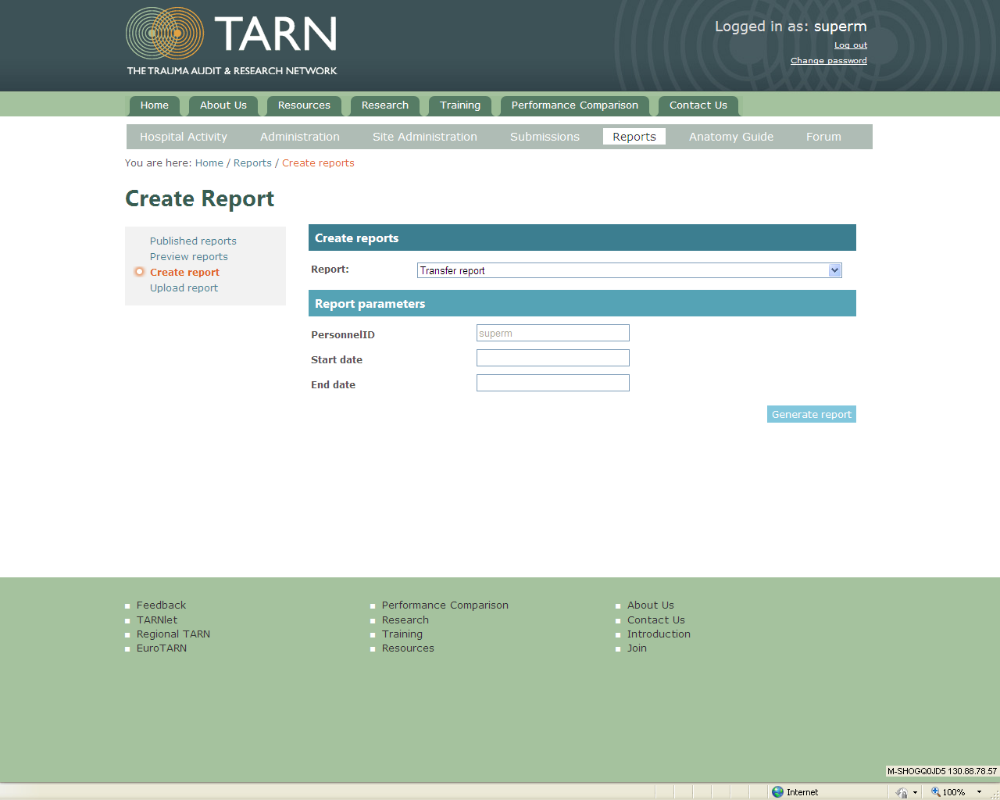 TARN
THE TRAUMA AUDIT & RESEARCH NETWORK
Logged in as: superm
Log out
Change password
Home About Us Resources Research Training Performance Comparison Contact Us
Hospital Activity Administration Site Administration Submissions Reports Anatomy Guide Forum
You are here: Home / Reports / Create reports
Create Report
Published reports
Preview reports
Create report
Upload report
Create reports
Report: Transfer report
Report parameters
PersonnelID superm
Start date
End date
Generate report
Feedback
TARNlet
Regional TARN
EuroTARN
Performance Comparison
Research
Training
Resources
About Us
Contact Us
Introduction
Join
M-SHOGQ0JD5 130.88.78.57
Internet 100%